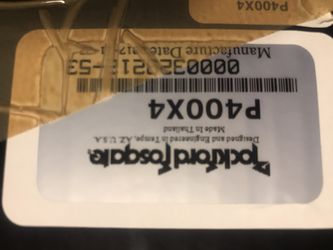 rockford fosgate
Designed and Engineered in Tempe, AZ U.S.A.
Made in Thailand
P400X4
Manufacture Date:
P400X4